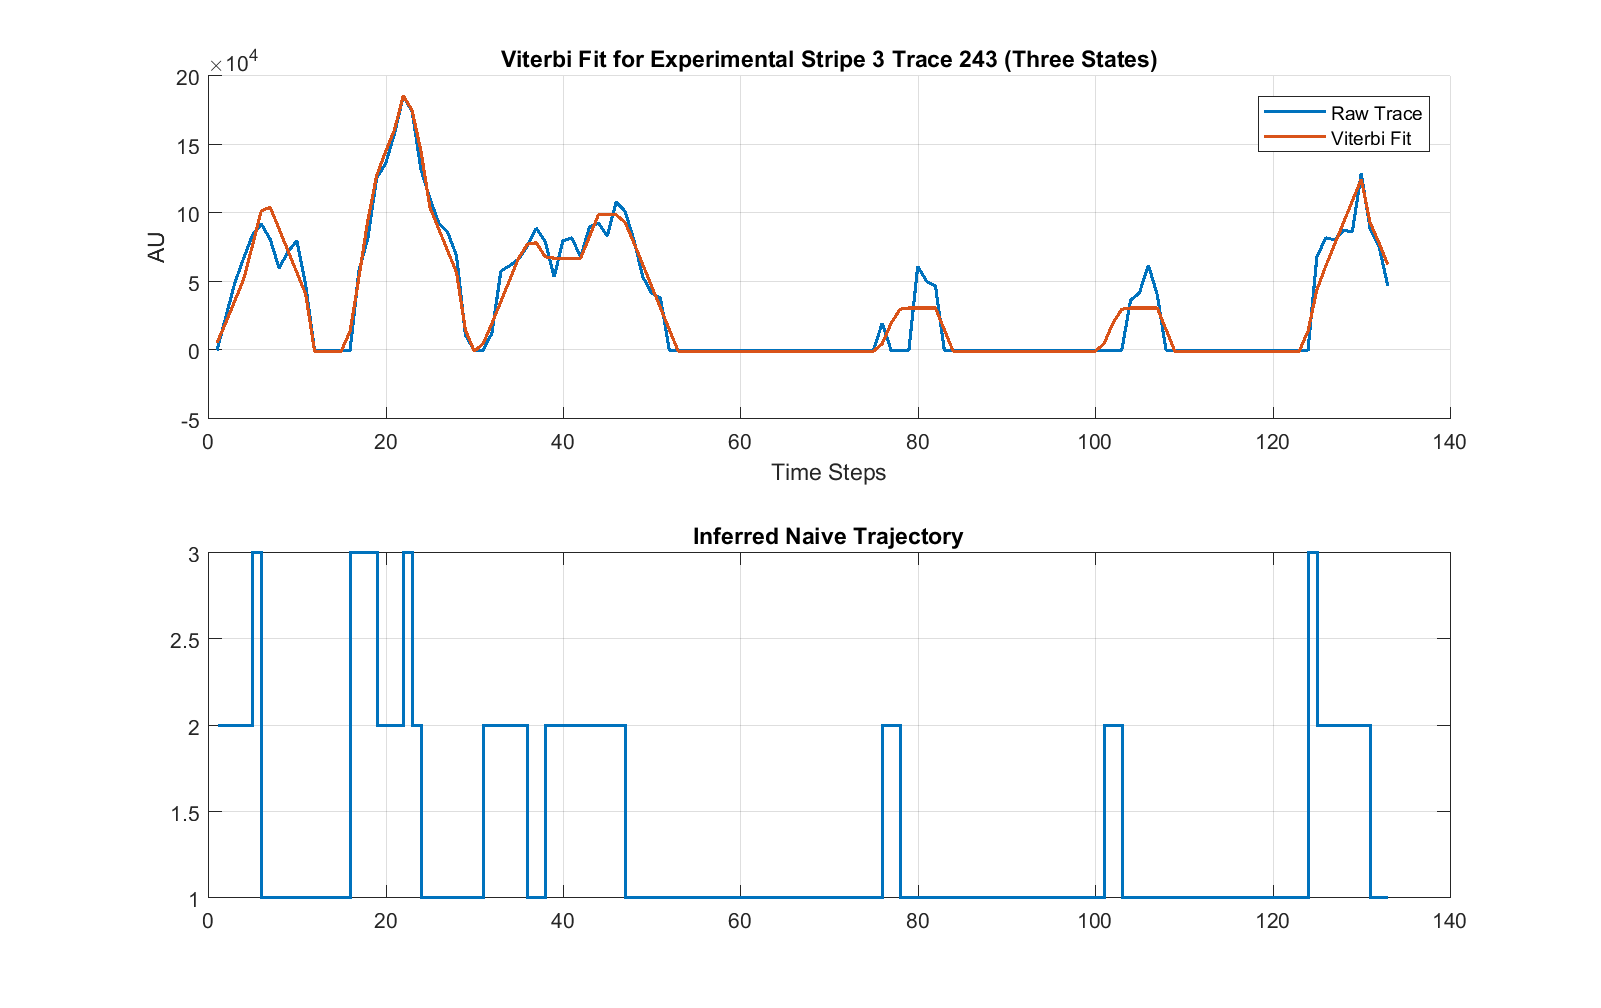 Viterbi Fit for Experimental Stripe 3 Trace 243 (Three States)
×10⁴
20
15
10
5
0
-5
AU
Raw Trace
Viterbi Fit
0 20 40 60 80 100 120 140
Time Steps
Inferred Naive Trajectory
3
2.5
2
1.5
1
0 20 40 60 80 100 120 140